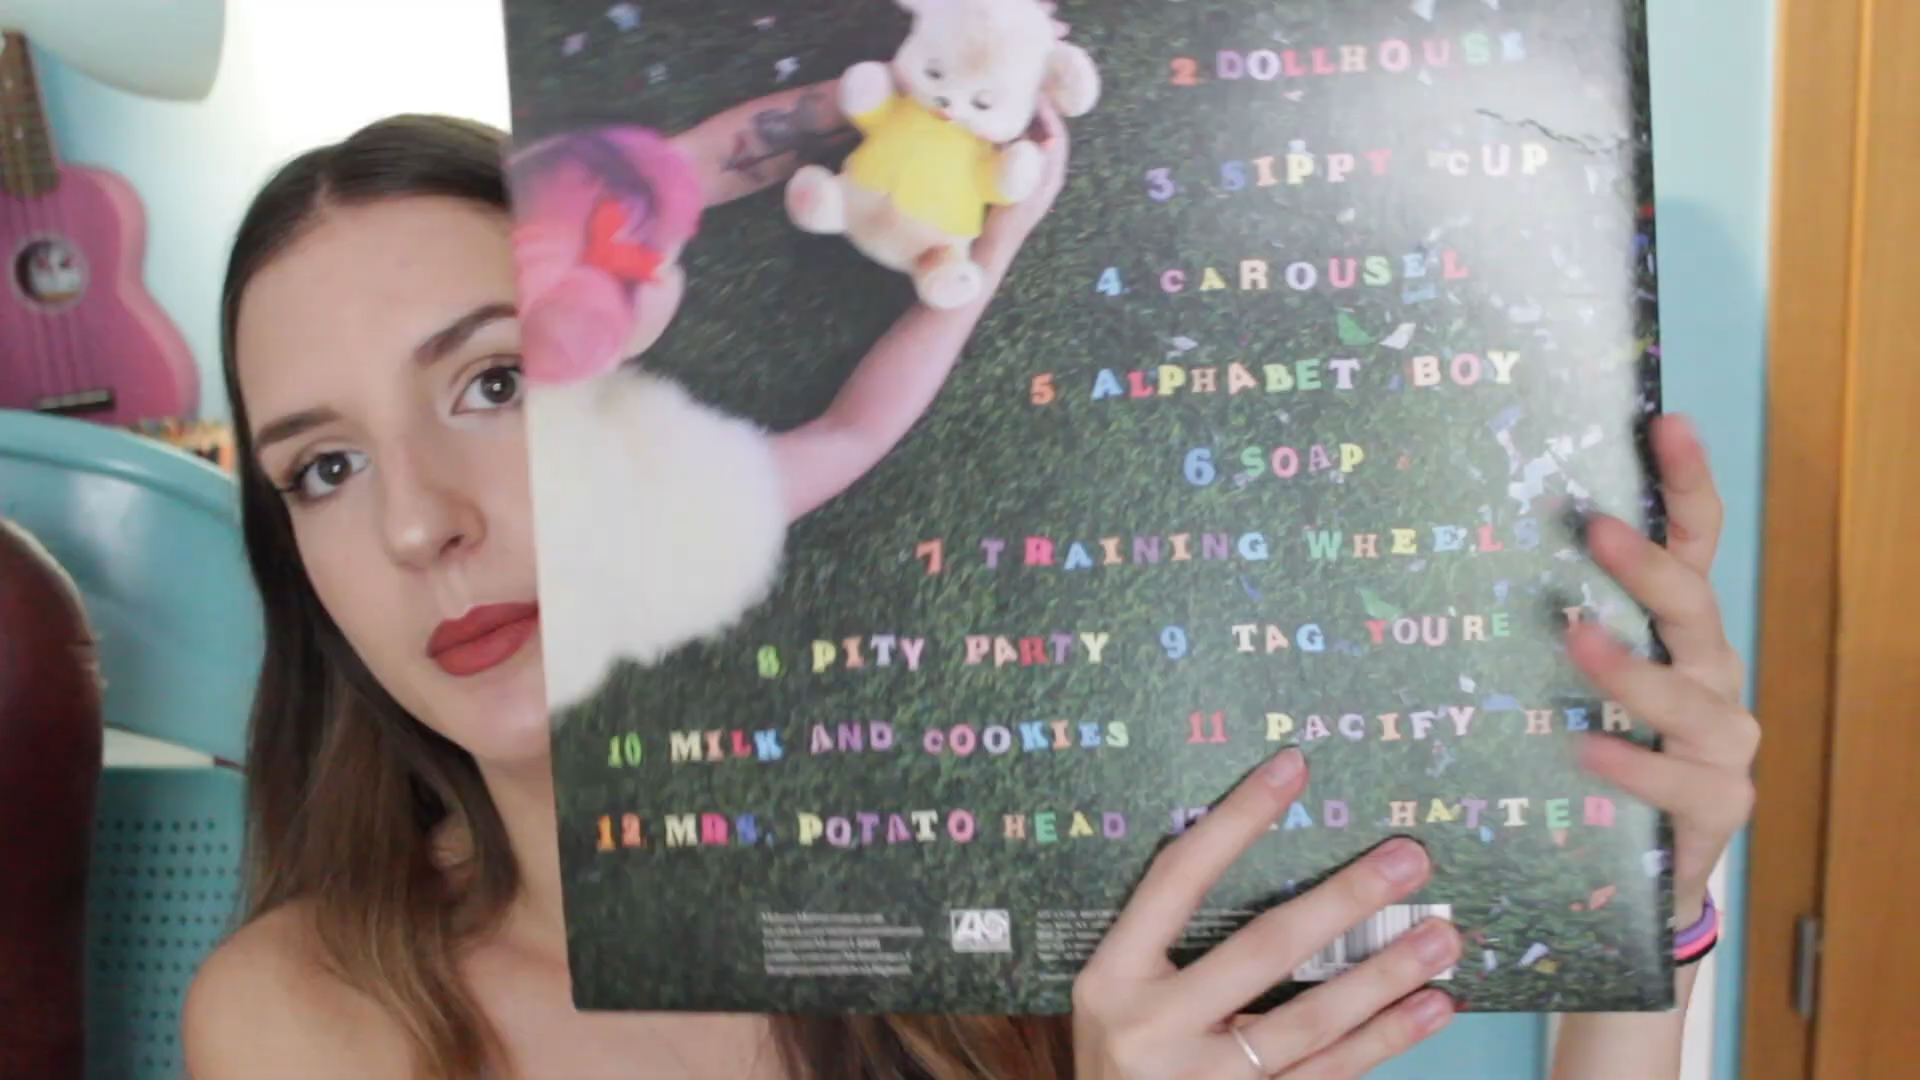 2 DOLLHOUSE
3 SIPPY CUP
4 CAROUSEL
5 ALPHABET BOY
6 SOAP
7 TRAINING WHEELS
8 PITY PARTY 9 TAG YOU'RE
10 MILK AND COOKIES 11 PACIFY HER
12 MRS. POTATO HEAD HATTER